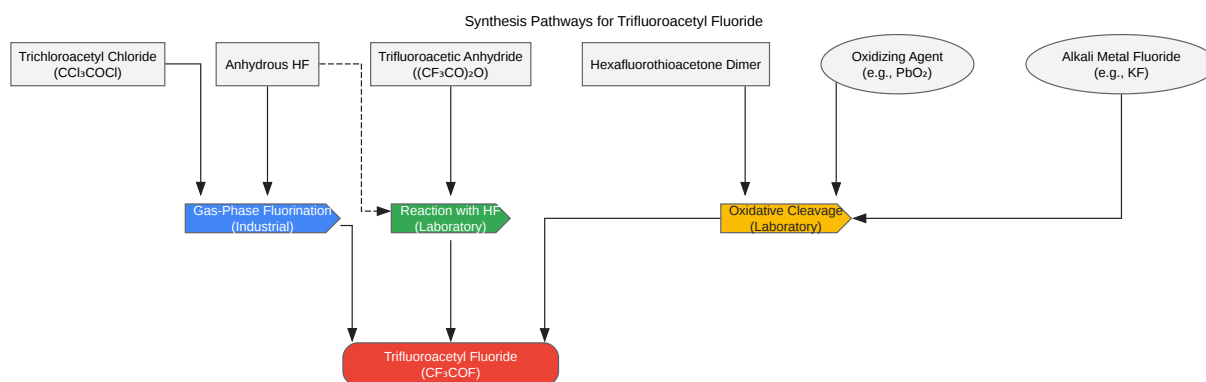 Synthesis Pathways for Trifluoroacetyl Fluoride
Trichloroacetyl Chloride
(CCl₃COCl)
Anhydrous HF
Trifluoroacetic Anhydride
((CF₃CO)₂O)
Hexafluorothioacetone Dimer
Oxidizing Agent
(e.g., PbO₂)
Alkali Metal Fluoride
(e.g., KF)
Gas-Phase Fluorination
(Industrial)
Reaction with HF
(Laboratory)
Oxidative Cleavage
(Laboratory)
Trifluoroacetyl Fluoride
(CF₃COF)